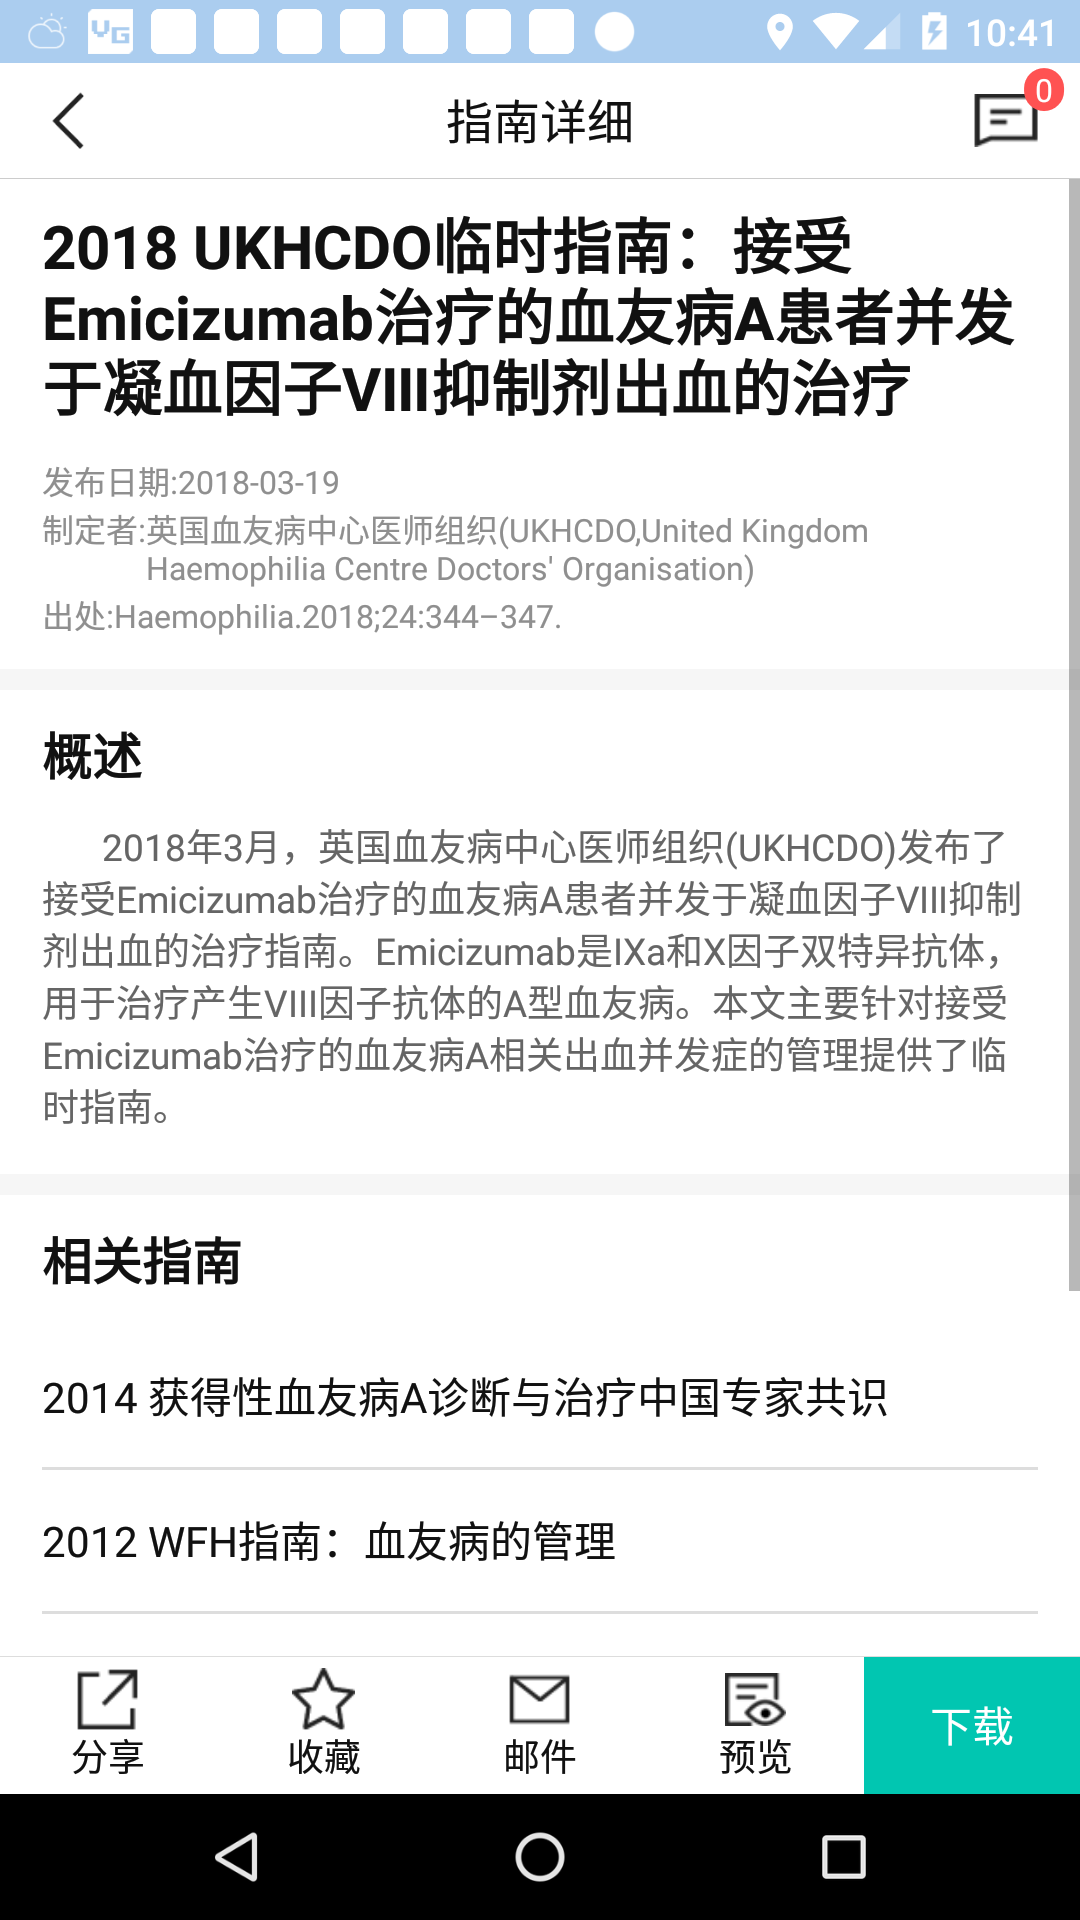 VG
10:41
指南详细
0
2018 UKHCDO临时指南：接受
Emicizumab治疗的血友病A患者并发
于凝血因子VIII抑制剂出血的治疗
发布日期:2018-03-19
制定者:英国血友病中心医师组织(UKHCDO,United Kingdom
Haemophilia Centre Doctors' Organisation)
出处:Haemophilia.2018;24:344–347.
概述
2018年3月，英国血友病中心医师组织(UKHCDO)发布了
接受Emicizumab治疗的血友病A患者并发于凝血因子VIII抑制
剂出血的治疗指南。Emicizumab是IXa和X因子双特异抗体，
用于治疗产生VIII因子抗体的A型血友病。本文主要针对接受
Emicizumab治疗的血友病A相关出血并发症的管理提供了临
时指南。
相关指南
2014 获得性血友病A诊断与治疗中国专家共识
2012 WFH指南：血友病的管理
分享
收藏
邮件
预览
下载